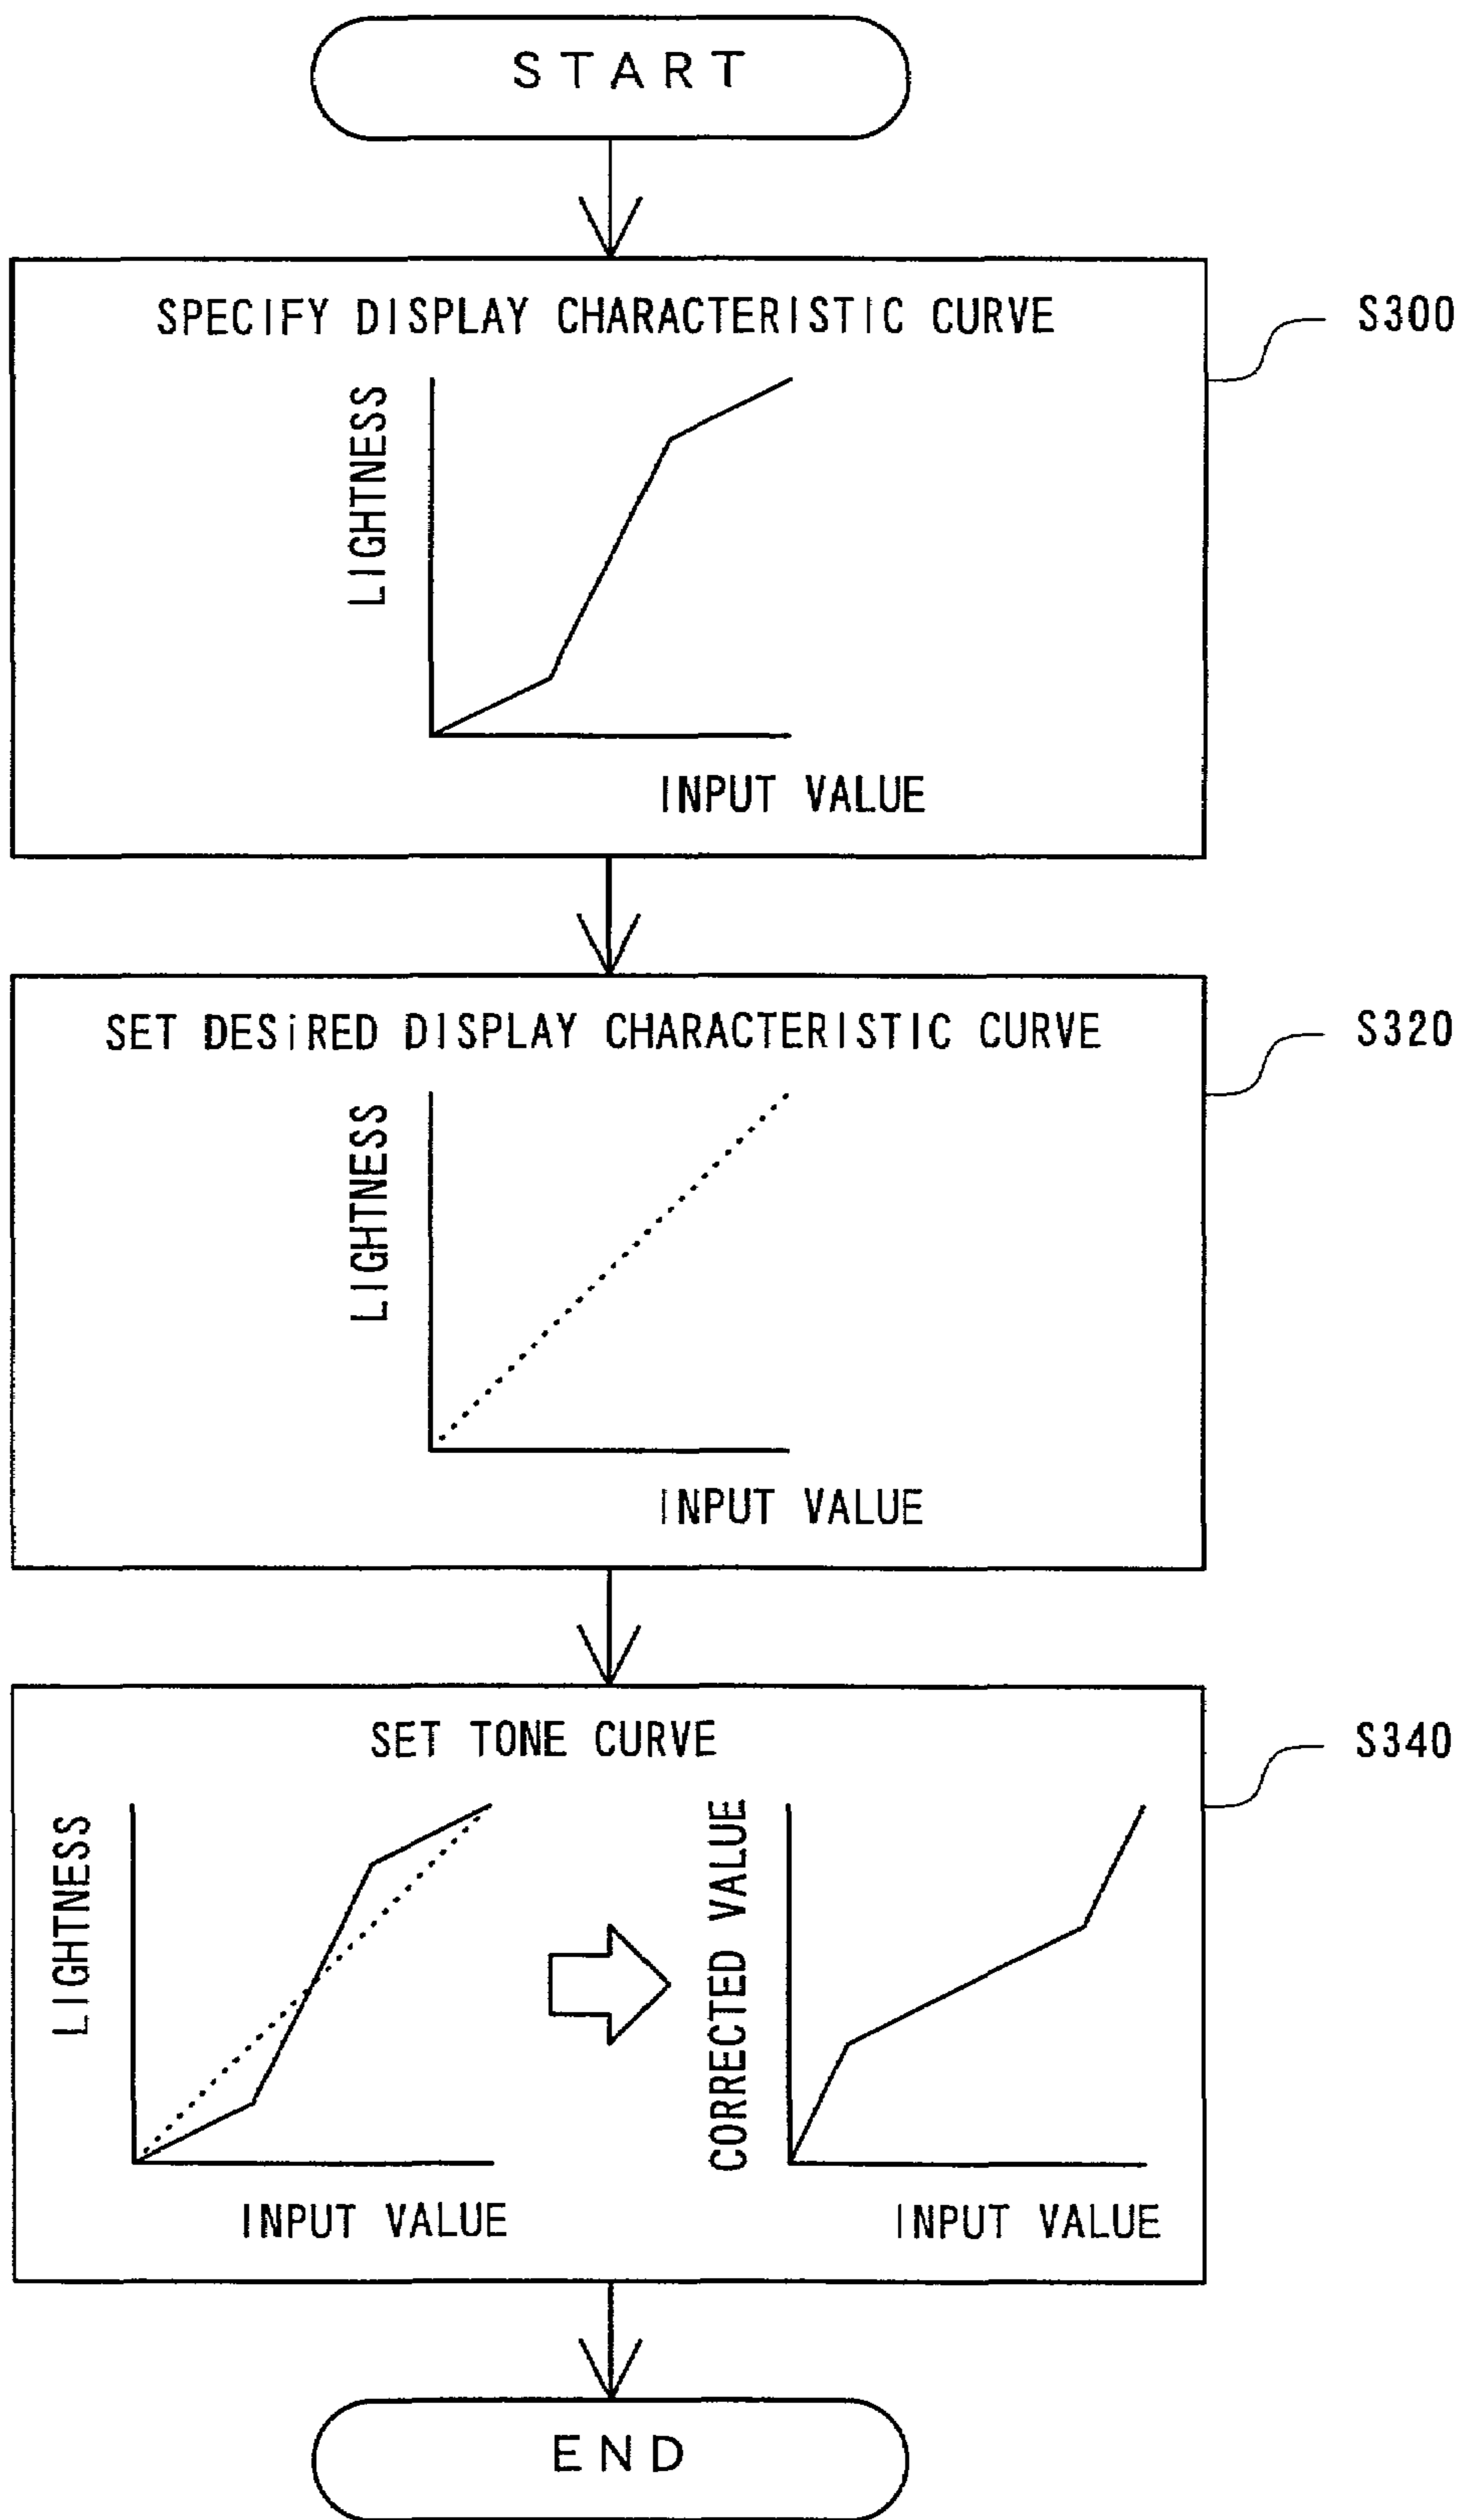 START
SPECIFY DISPLAY CHARACTERISTIC CURVE
S300
LIGHTNESS
INPUT VALUE
SET DESiRED DISPLAY CHARACTERISTIC CURVE
S320
LIGHTNESS
INPUT VALUE
SET TONE CURVE
S340
LIGHTNESS
INPUT VALUE
CORRECTED VALUE
INPUT VALUE
END